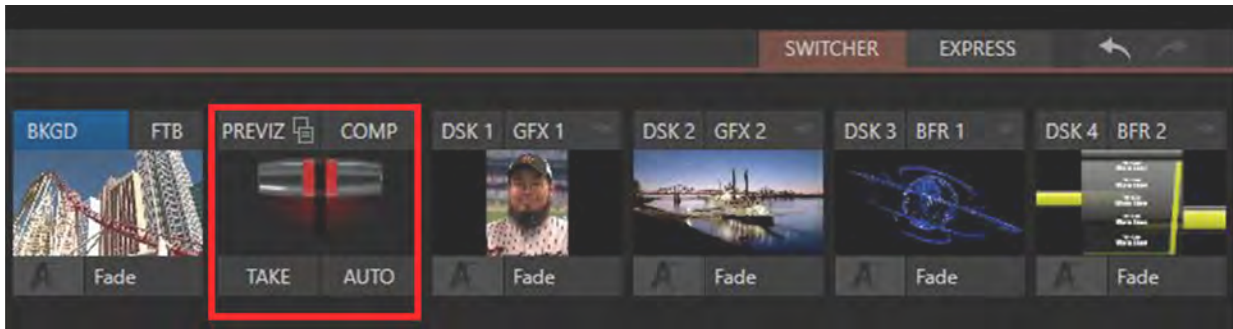 SWITCHER EXPRESS
BKGD FTB PREVIZ COMP DSK 1 GFX 1 DSK 2 GFX 2 DSK 3 BFR 1 DSK 4 BFR 2
Fade TAKE AUTO Fade Fade Fade Fade